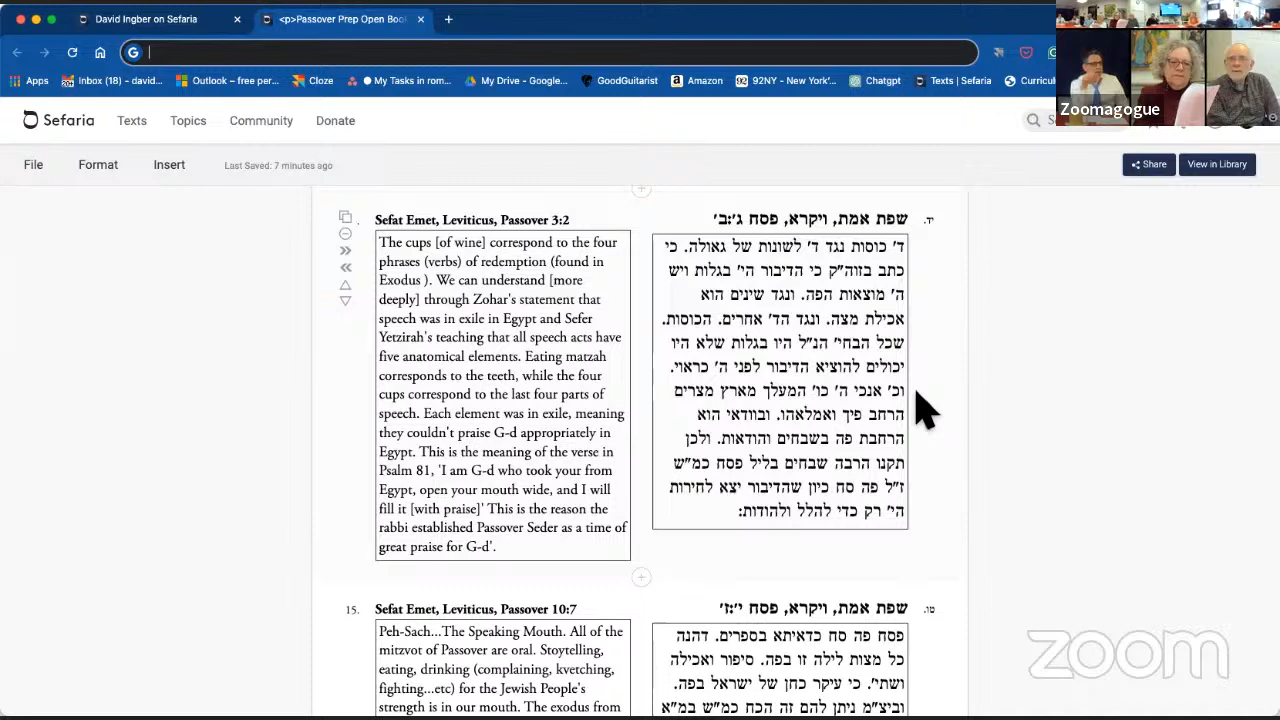 David Ingber on Sefaria
<p>Passover Prep Open Boo
Apps
Inbox (18) - david...
Outlook – free per...
Cloze
My Tasks in rom...
My Drive - Google...
GoodGuitarist
Amazon
92NY - New York'...
Chatgpt
Texts | Sefaria
Zoomagogue
Sefaria
Texts
Topics
Community
Donate
File
Format
Insert
Last Saved: 7 minutes ago
Share
View in Library
Sefat Emet, Leviticus, Passover 3:2
The cups [of wine] correspond to the four
phrases (verbs) of redemption (found in
Exodus ). We can understand [more
deeply] through Zohar's statement that
speech was in exile in Egypt and Sefer
Yetzirah's teaching that all speech acts have
five anatomical elements. Eating matzah
corresponds to the teeth, while the four
cups correspond to the last four parts of
speech. Each element was in exile, meaning
they couldn't praise G-d appropriately in
Egypt. This is the meaning of the verse in
Psalm 81, 'I am G-d who took your from
Egypt, open your mouth wide, and I will
fill it [with praise]' This is the reason the
rabbi established Passover Seder as a time of
great praise for G-d'.
יד.
שפת אמת, ויקרא, פסח ג׳:ב׳
ד' כוסות נגד ד' לשונות של גאולה. כי
כתב בזוה"ק כי הדיבור הי' בגלות ויש
ה' מוצאות הפה. ונגד שינים הוא
אכילת מצה. ונגד הד' אחרים. הכוסות.
שכל הבחי' הנ"ל היו בגלות שלא היו
יכולים להוציא הדיבור לפני ה' כראוי.
וכ' אנכי ה' כו' המעלך מארץ מצרים
הרחב פיך ואמלאהו. ובוודאי הוא
הרחבת פה בשבחים והודאות. ולכן
תקנו הרבה שבחים בליל פסח כמ"ש
ז"ל פה סח כיון שהדיבור יצא לחירות
הי' רק כדי להלל ולהודות:
15.
Sefat Emet, Leviticus, Passover 10:7
Peh-Sach...The Speaking Mouth. All of the
mitzvot of Passover are oral. Stoytelling,
eating, drinking (complaining, kvetching,
fighting...etc) for the Jewish People's
strength is in our mouth. The exodus from
טו.
שפת אמת, ויקרא, פסח י׳:ז׳
פסח פה סח כדאיתא בספרים. דהנה
כל מצות לילה זו בפה. סיפור ואכילה
ושתי'. כי עיקר כחן של ישראל בפה.
וביצ"מ ניתן להם זה הכח כמ"ש במ"א
zoom